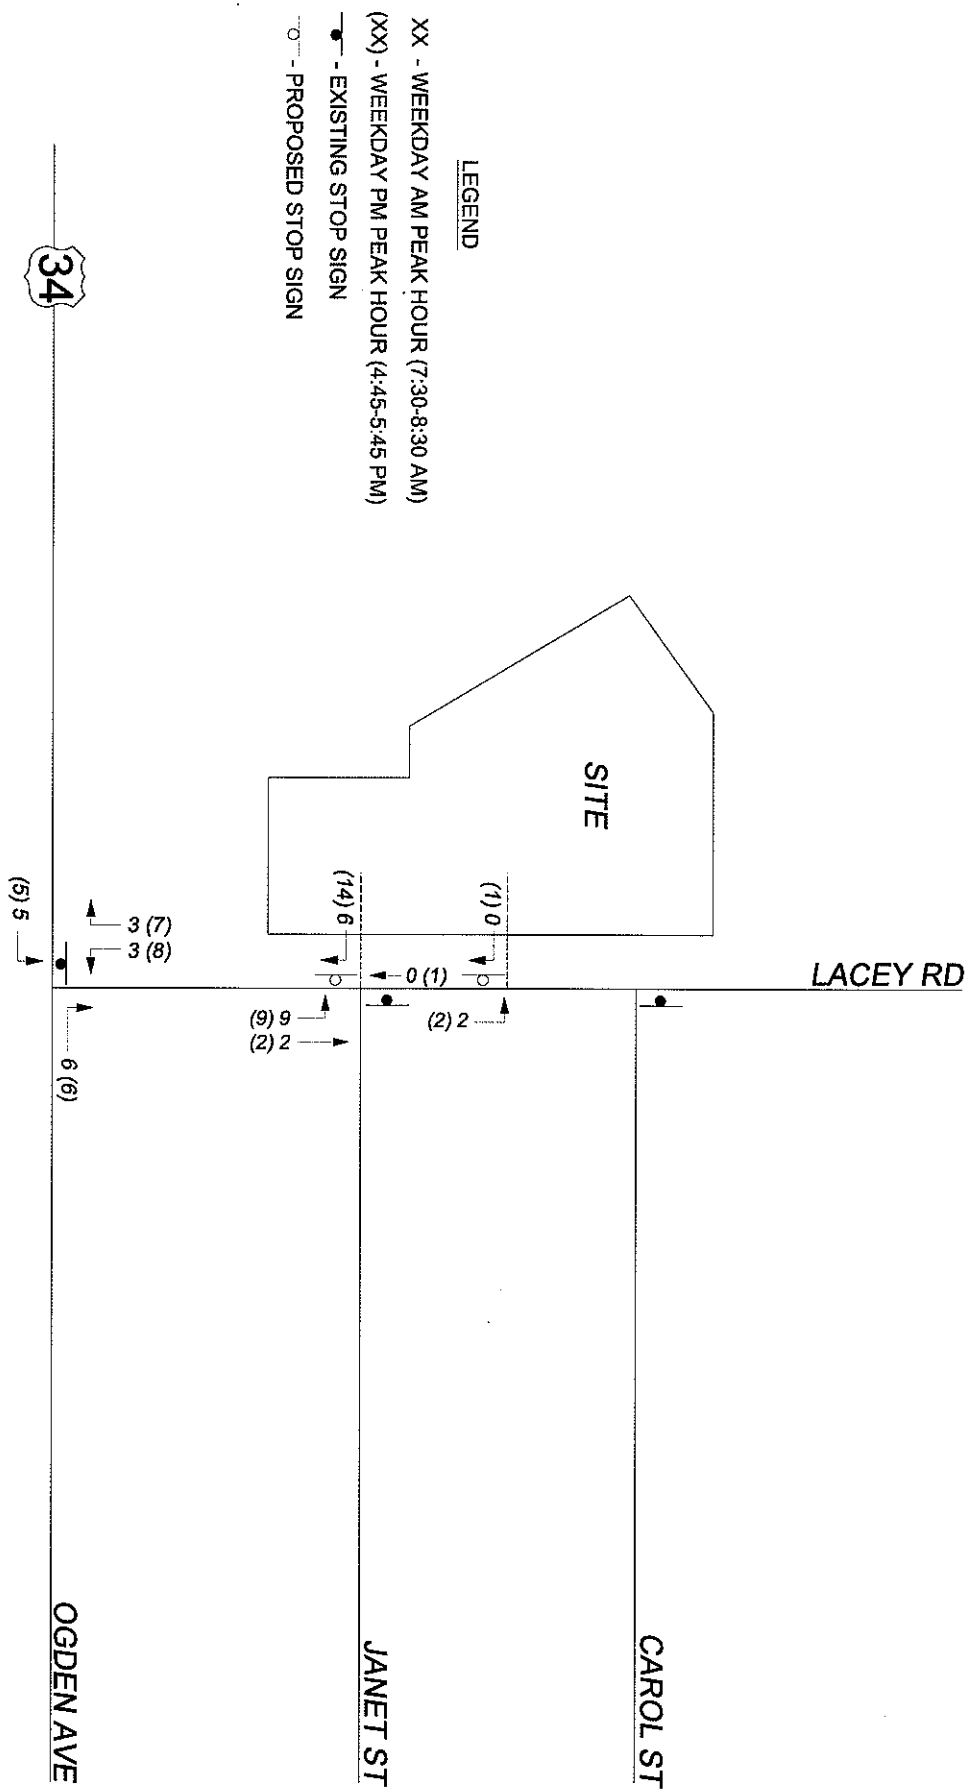 LEGEND
XX - WEEKDAY AM PEAK HOUR (7:30-8:30 AM)
(XX) - WEEKDAY PM PEAK HOUR (4:45-5:45 PM)
- EXISTING STOP SIGN
- PROPOSED STOP SIGN
34
SITE
LACEY RD
CAROL ST
JANET ST
OGDEN AVE
(1) 0
(2) 2
0 (1)
(14) 6
(9) 9
(2) 2
3 (7)
3 (8)
(5) 5
6 (6)